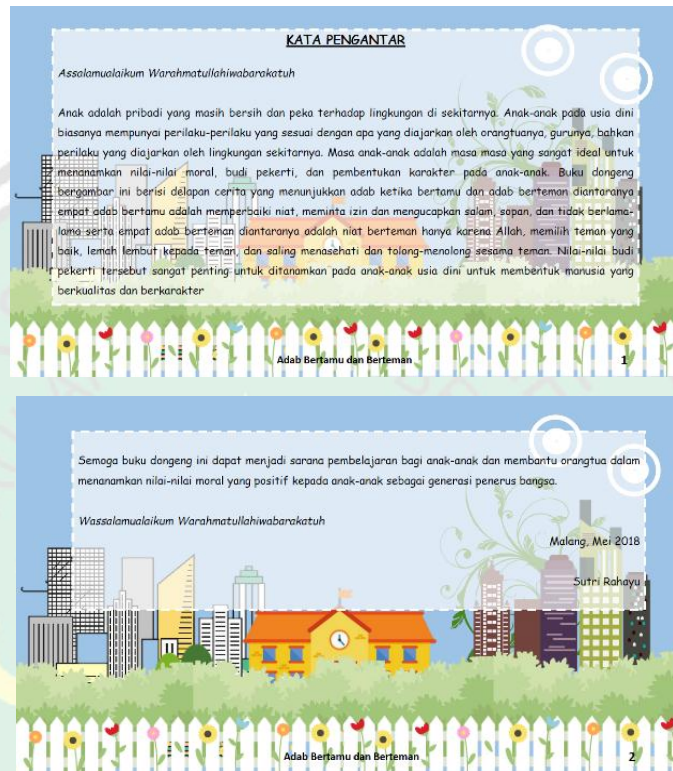 KATA PENGANTAR
Assalamualaikum Warahmatullahiwabarakatuh
Anak adalah pribadi yang masih bersih dan peka terhadap lingkungan di sekitarnya. Anak-anak pada usia dini
biasanya mempunyai perilaku-perilaku yang sesuai dengan apa yang diajarkan oleh orangtuanya, gurunya, bahkan
perilaku yang diajarkan oleh lingkungan sekitarnya. Masa anak-anak adalah masa masa yang sangat ideal untuk
menanamkan nilai-nilai moral, budi pekerti, dan pembentukan karakter pada anak-anak. Buku dongeng
bergambar ini berisi delapan cerita yang menunjukkan adab ketika bertamu dan adab berteman diantaranya
empat adab bertamu adalah memperbaiki niat, meminta izin dan mengucapkan salam, sopan, dan tidak berlama-
lama serta empat adab berteman diantaranya adalah niat berteman hanya karena Allah, memilih teman yang
baik, lemah lembut kepada teman, dan saling menasehati dan tolong-menolong sesama teman. Nilai-nilai budi
pekerti tersebut sangat penting untuk ditanamkan pada anak-anak usia dini untuk membentuk manusia yang
berkualitas dan berkarakter
Adab Bertamu dan Berteman 1
Semoga buku dongeng ini dapat menjadi sarana pembelajaran bagi anak-anak dan membantu orangtua dalam
menanamkan nilai-nilai moral yang positif kepada anak-anak sebagai generasi penerus bangsa.
Wassalamualaikum Warahmatullahiwabarakatuh
Malang, Mei 2018
Sutri Rahayu
Adab Bertamu dan Berteman 2